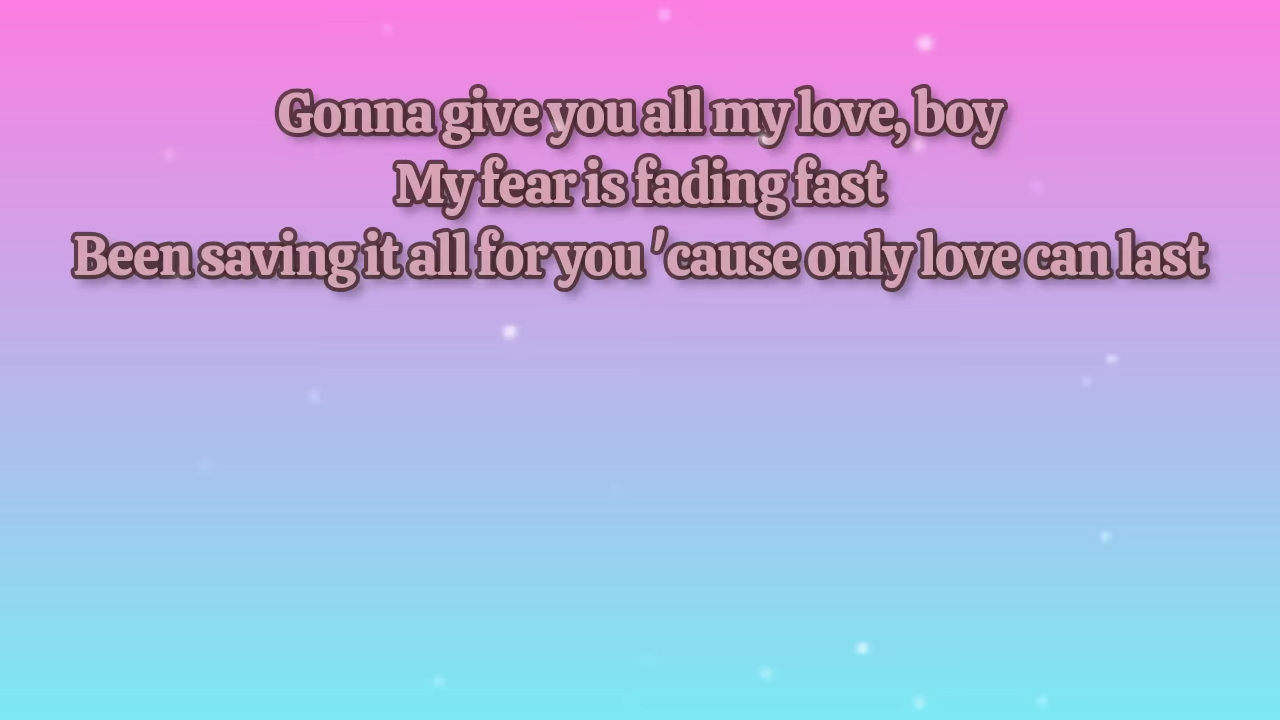 Gonna give you all my love, boy
My fear is fading fast
Been saving it all for you 'cause only love can last